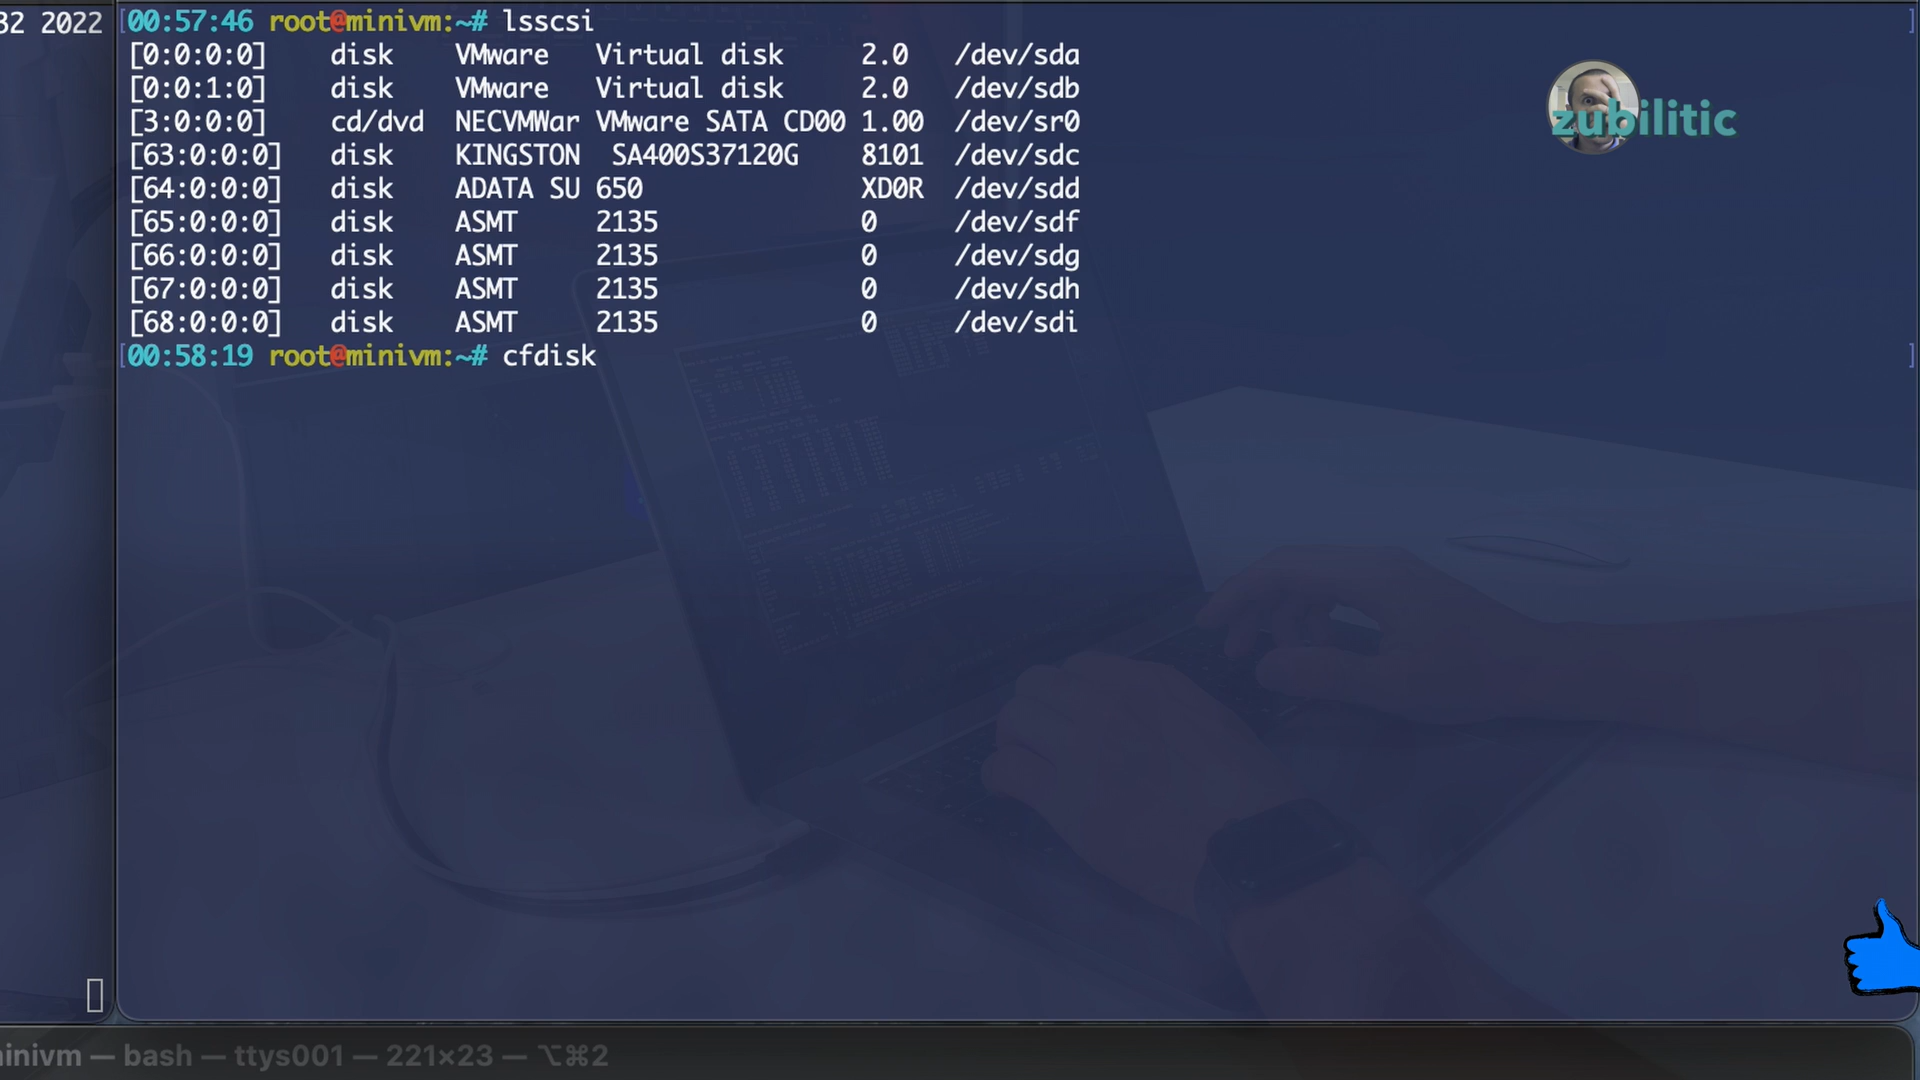 32 2022
[00:57:46 root@minivm:~# lsscsi ]
[0:0:0:0]    disk    VMware   Virtual disk     2.0   /dev/sda
[0:0:1:0]    disk    VMware   Virtual disk     2.0   /dev/sdb
[3:0:0:0]    cd/dvd  NECVMWar VMware SATA CD00 1.00  /dev/sr0
[63:0:0:0]   disk    KINGSTON  SA400S37120G    8101  /dev/sdc
[64:0:0:0]   disk    ADATA SU 650              XD0R  /dev/sdd
[65:0:0:0]   disk    ASMT     2135             0     /dev/sdf
[66:0:0:0]   disk    ASMT     2135             0     /dev/sdg
[67:0:0:0]   disk    ASMT     2135             0     /dev/sdh
[68:0:0:0]   disk    ASMT     2135             0     /dev/sdi
[00:58:19 root@minivm:~# cfdisk ]
zubilitic
inivm — bash — ttys001 — 221×23 — ⌥⌘2